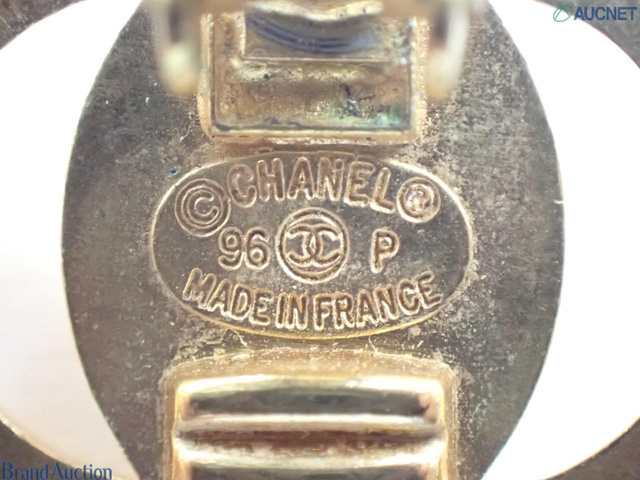 AUCNET
© CHANEL ®
96 P
MADE IN FRANCE
Brand Auction